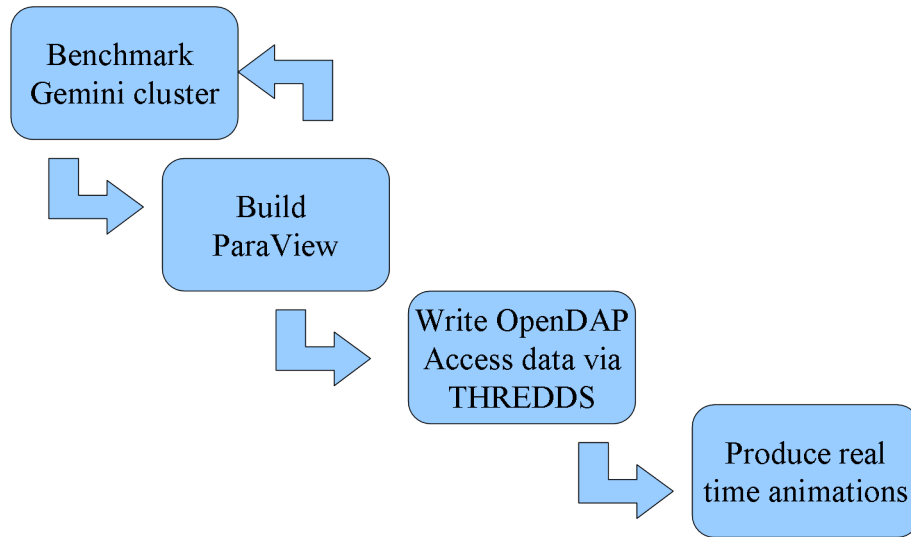 Benchmark
Gemini cluster
Build
ParaView
Write OpenDAP
Access data via
THREDDS
Produce real
time animations